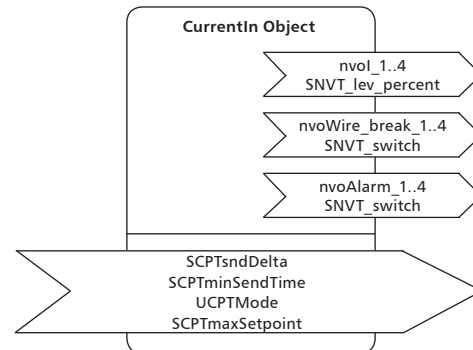 CurrentIn Object
nvoI_1..4
SNVT_lev_percent
nvoWire_break_1..4
SNVT_switch
nvoAlarm_1..4
SNVT_switch
SCPTsndDelta
SCPTminSendTime
UCPTMode
SCPTmaxSetpoint